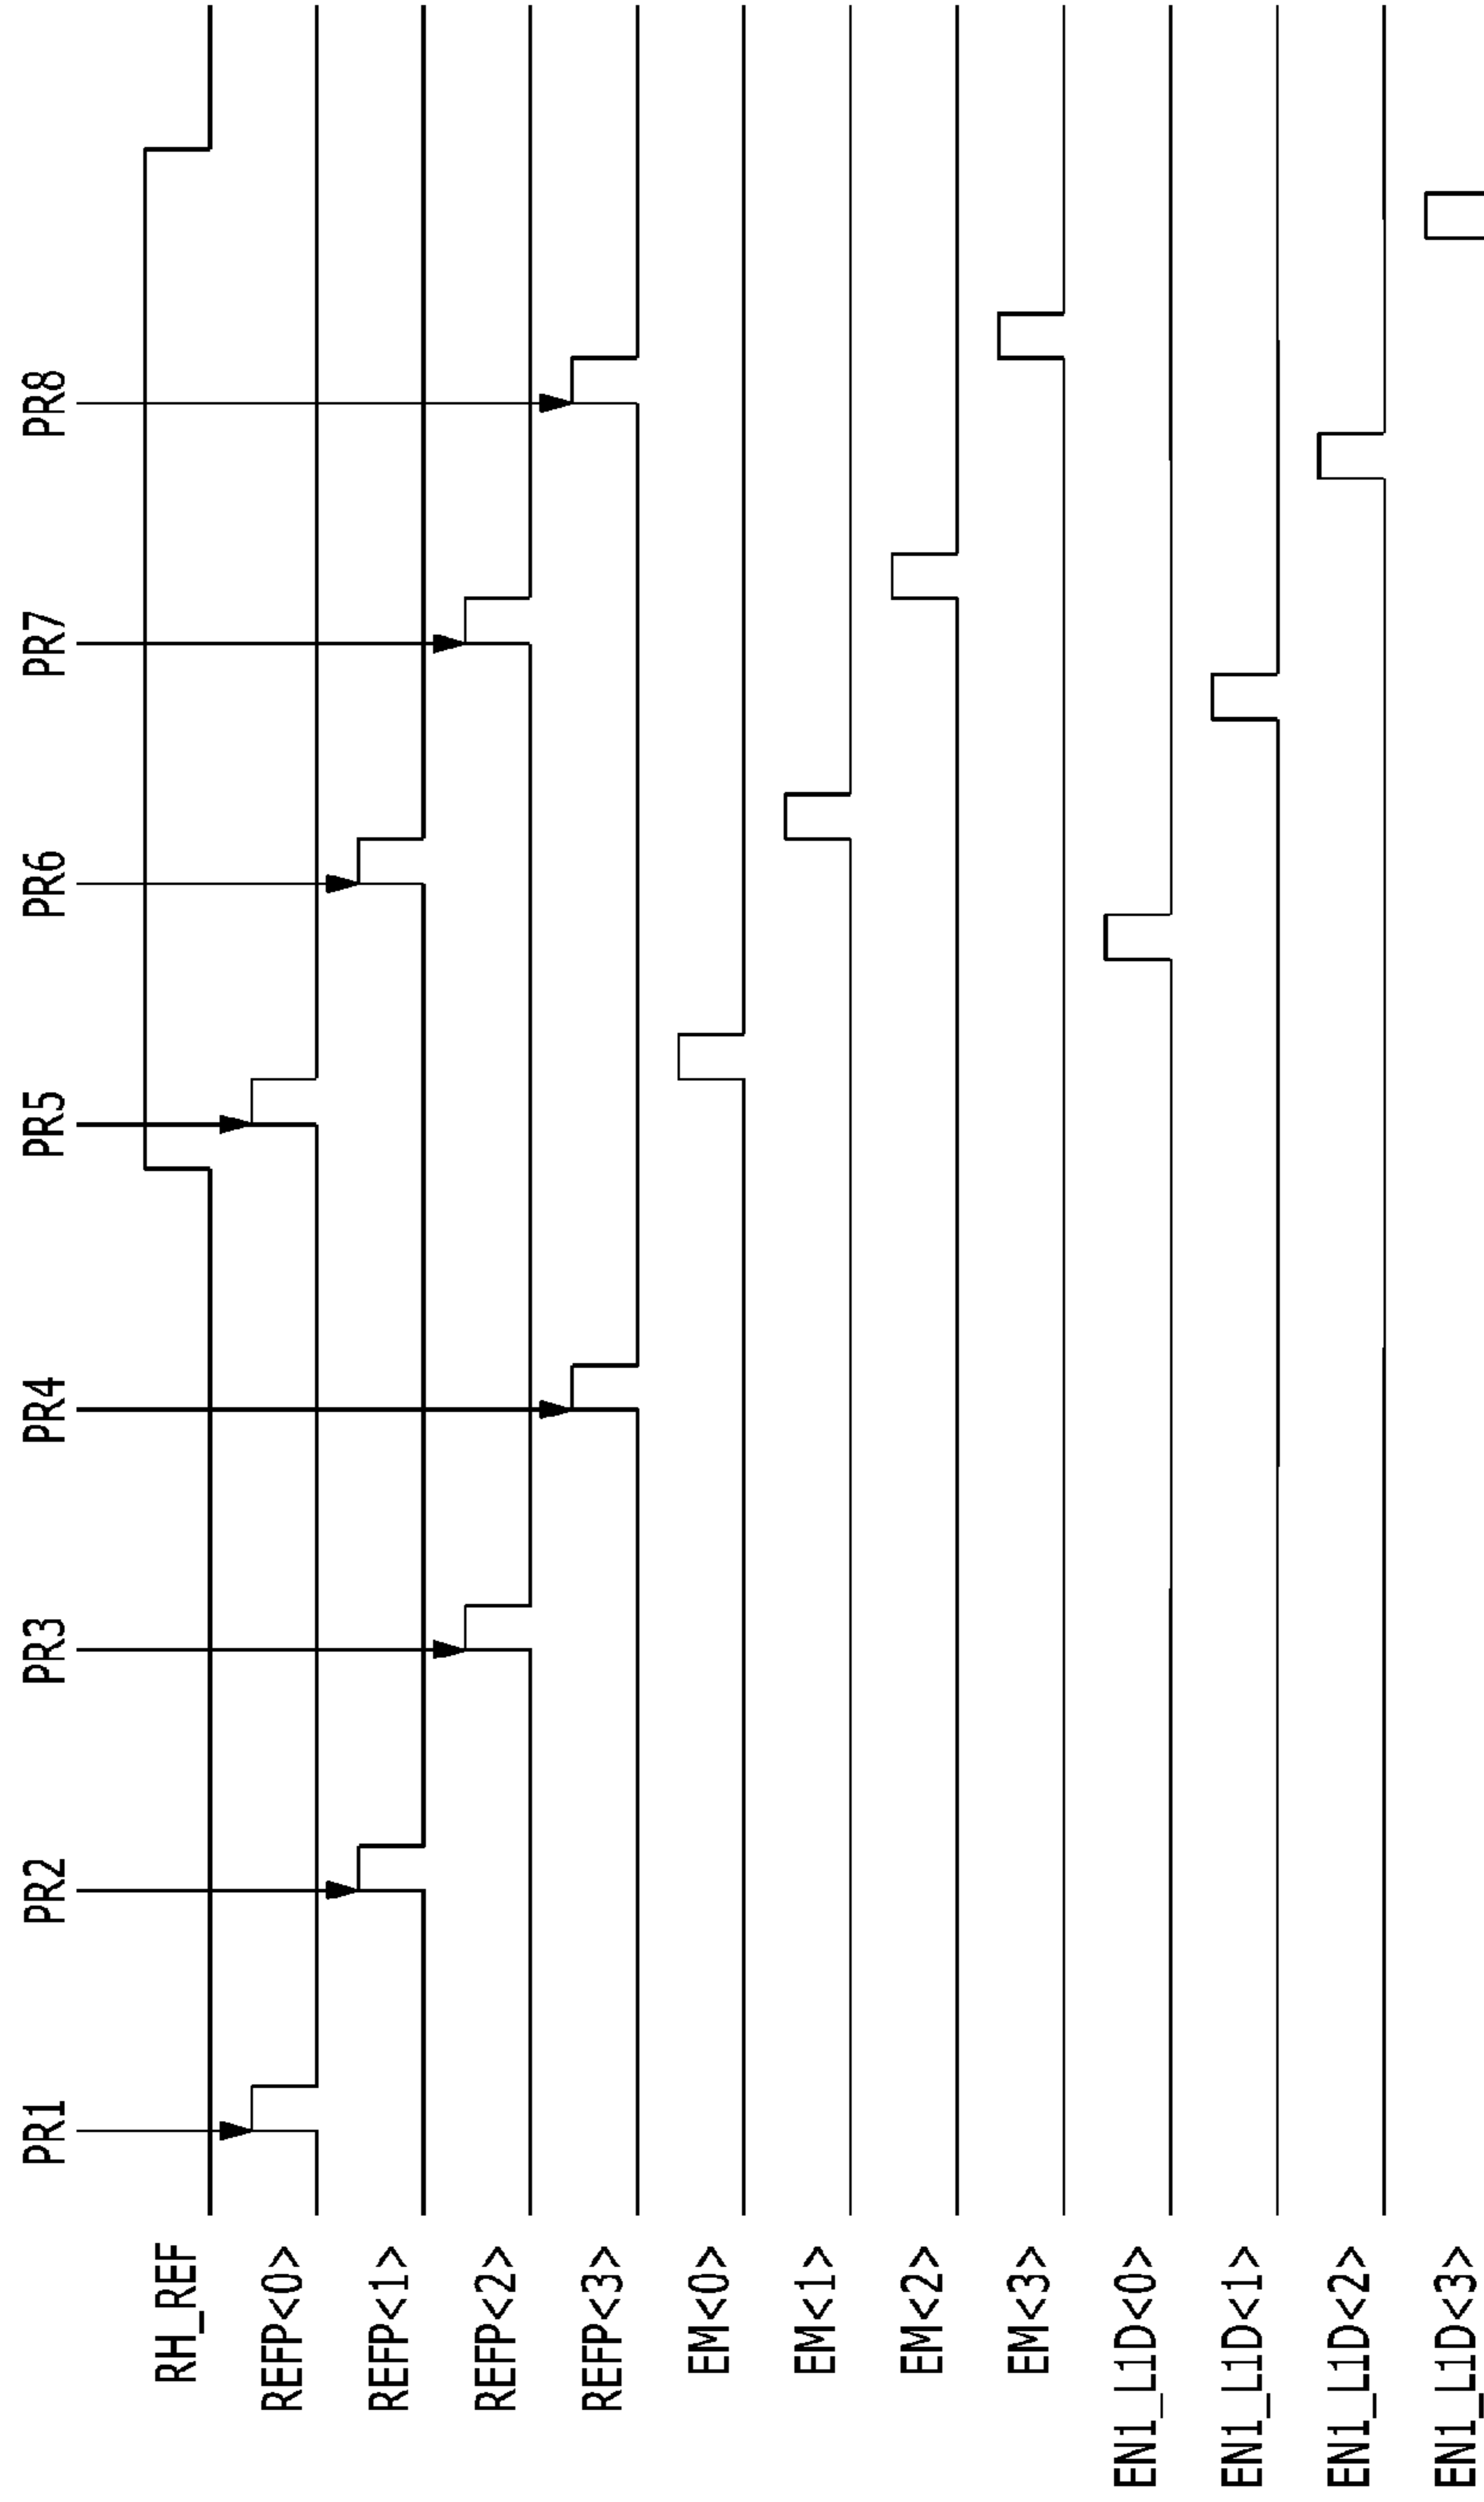 PR1
PR2
PR3
PR4
PR5
PR6
PR7
PR8
RH_REF
REFP<0>
REFP<1>
REFP<2>
REFP<3>
EM<0>
EM<1>
EM<2>
EM<3>
EN1_L1D<0>
EN1_L1D<1>
EN1_L1D<2>
EN1_L1D<3>